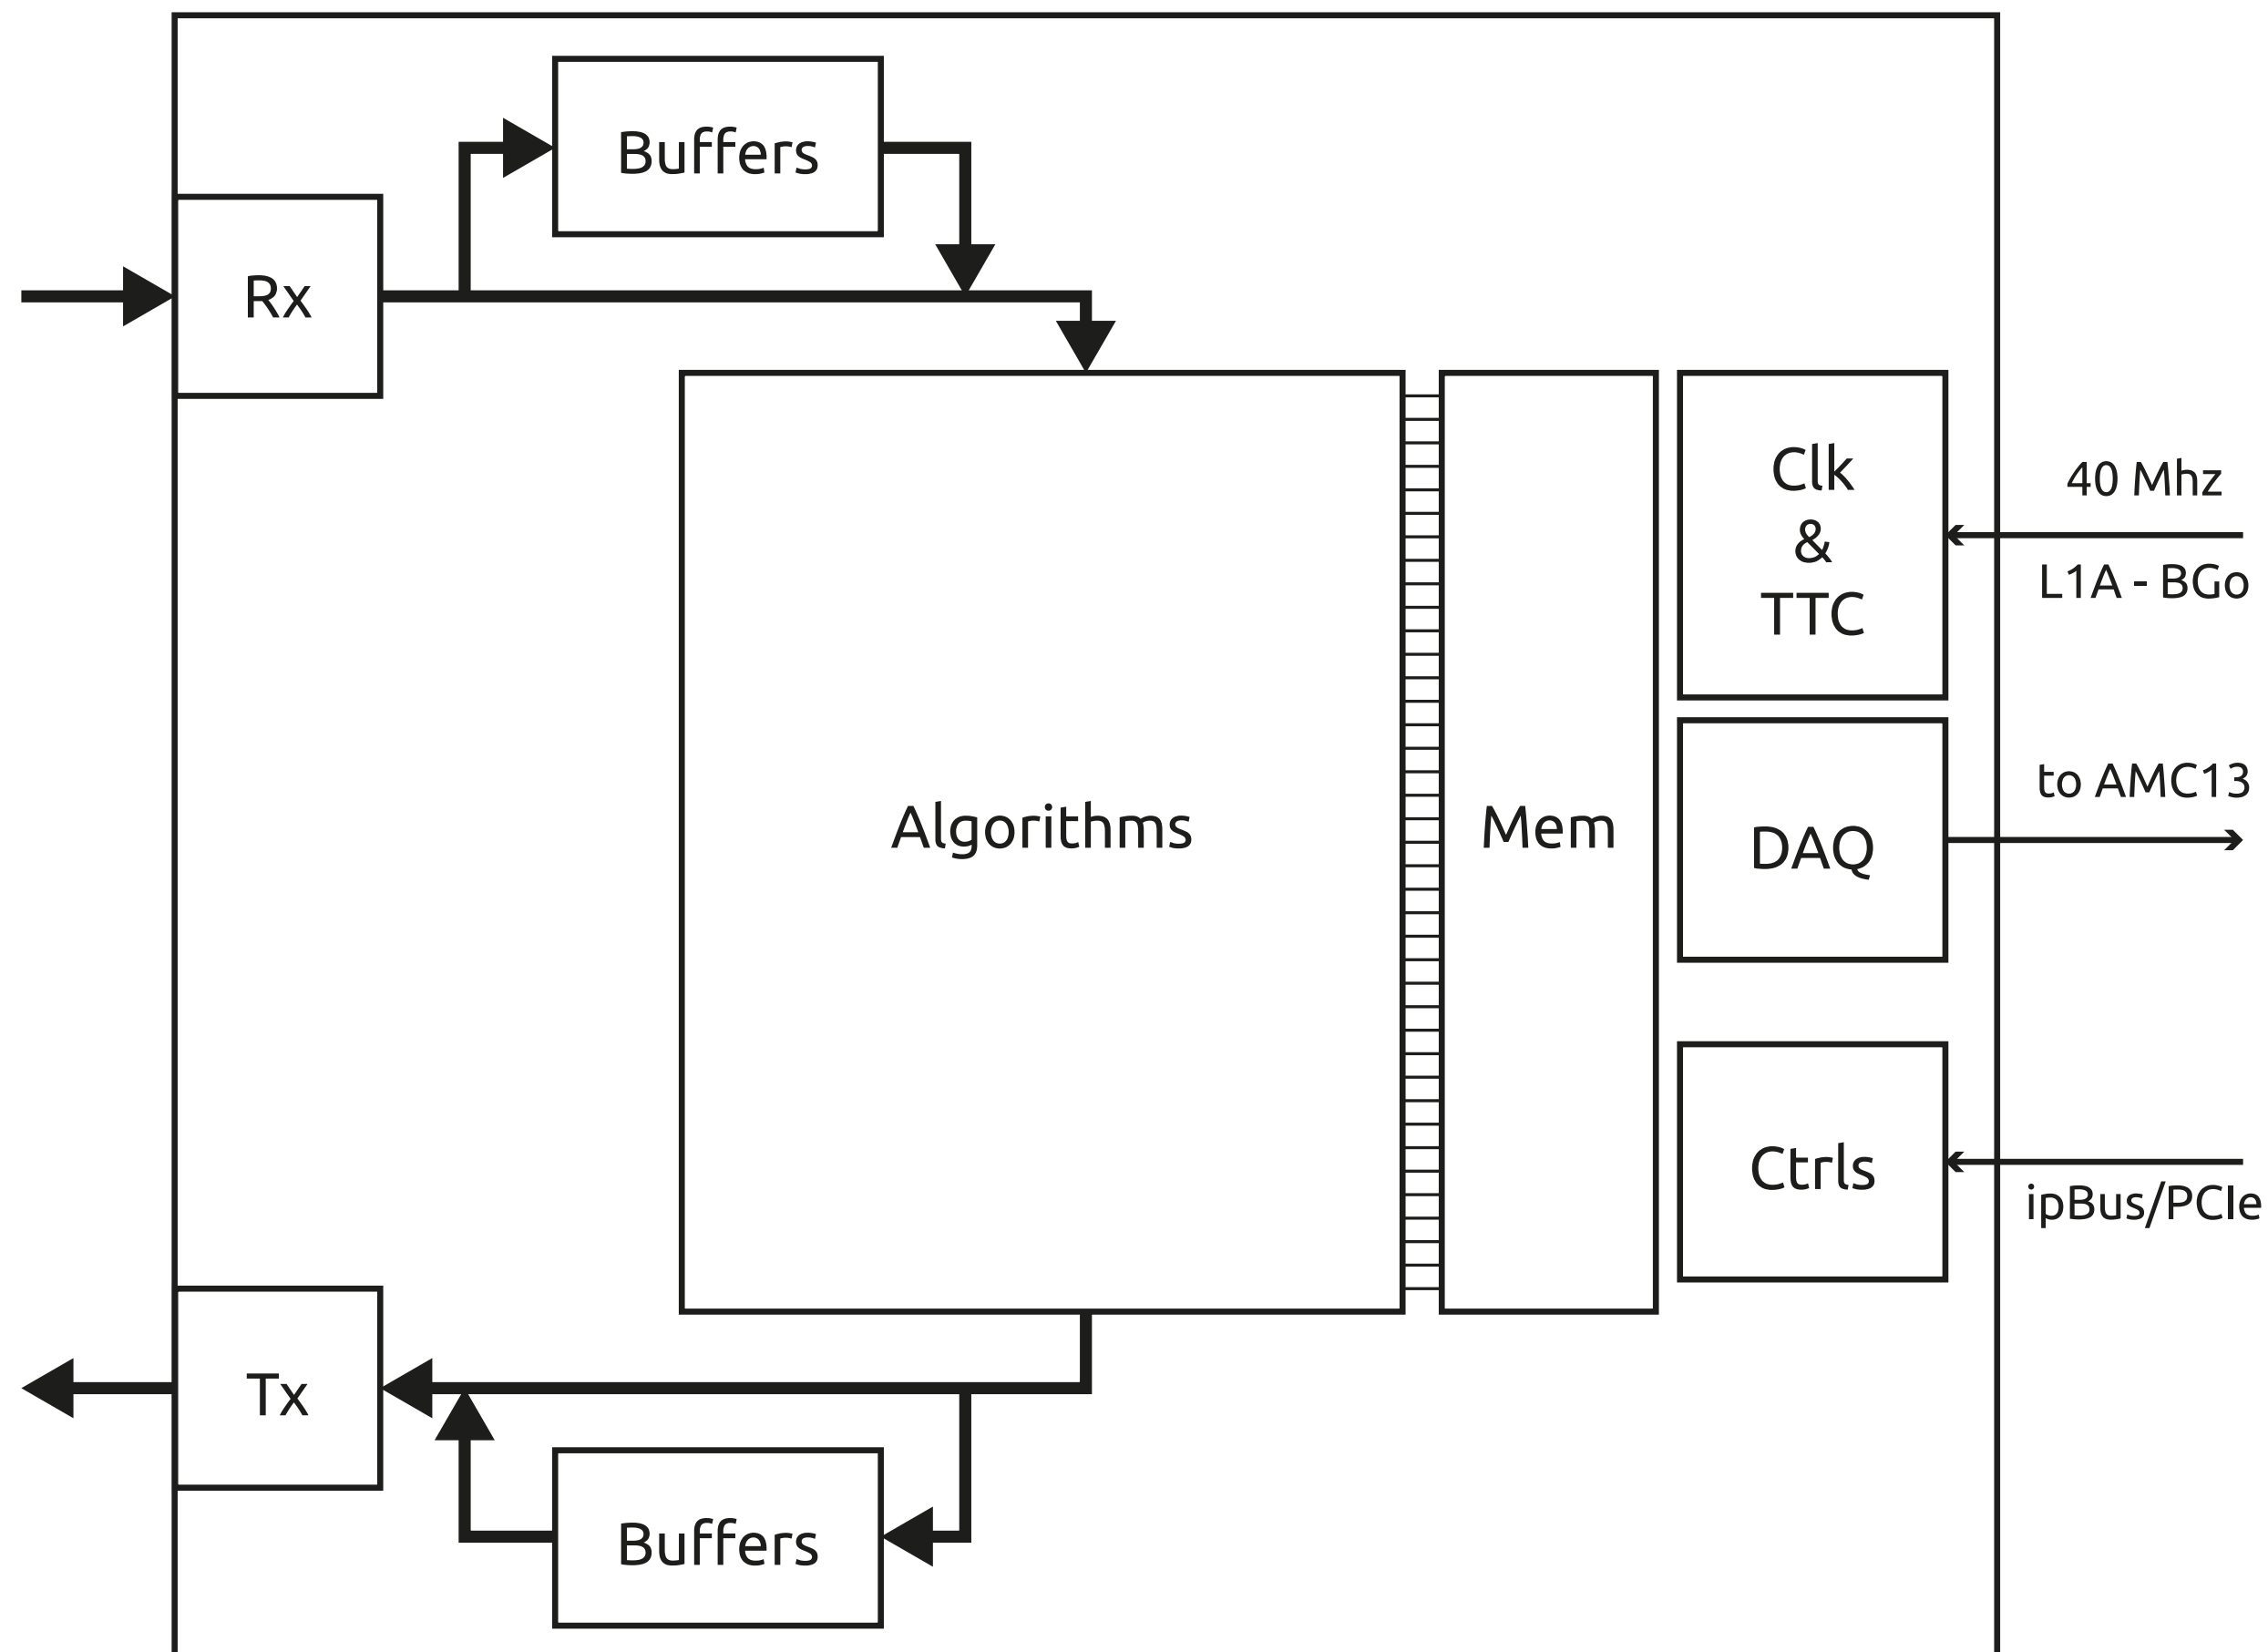 Buffers
Rx
Clk
&
TTC
40 Mhz
L1A - BGo
to AMC13
Algorithms
Mem
DAQ
Ctrls
ipBus/PCIe
Tx
Buffers